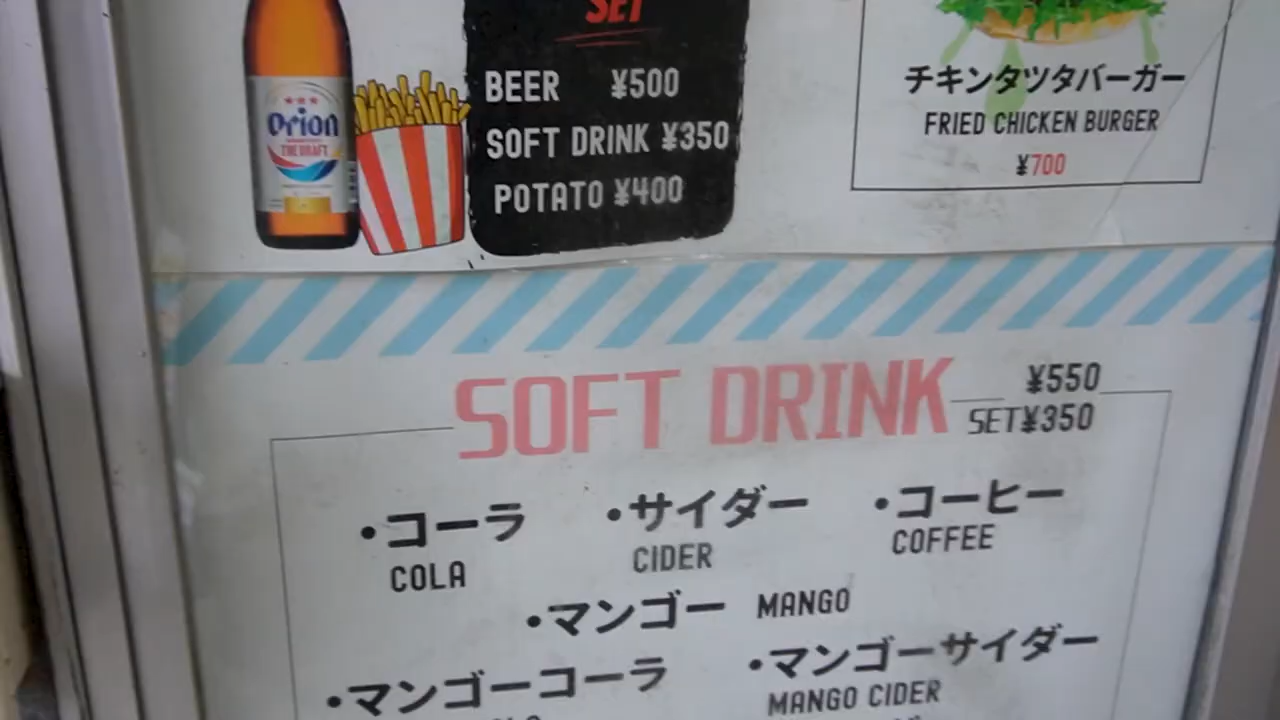 SET
BEER ¥500
SOFT DRINK ¥350
POTATO ¥400
Orion
THE DRAFT
チキンタツタバーガー
FRIED CHICKEN BURGER
¥700
SOFT DRINK ¥550
SET¥350
・コーラ ・サイダー ・コーヒー
COLA CIDER COFFEE
・マンゴー MANGO
・マンゴーコーラ ・マンゴーサイダー
MANGO CIDER